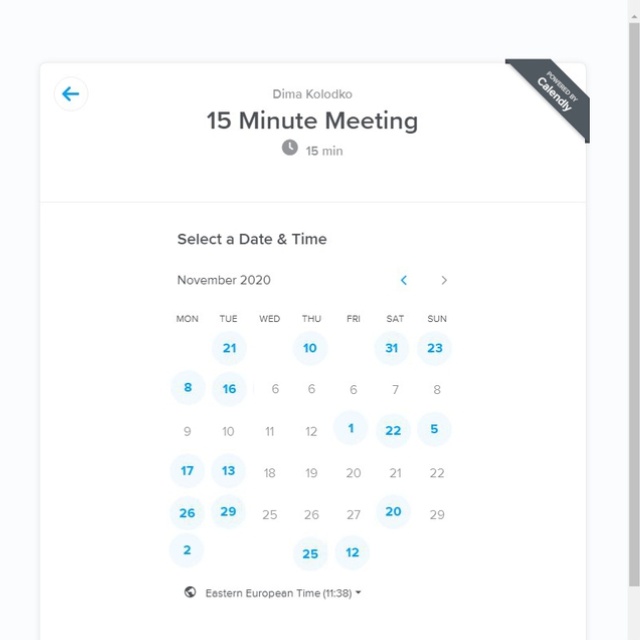 POWERED BY
Calendly
Dima Kolodko
15 Minute Meeting
15 min
Select a Date & Time
November 2020
MON TUE WED THU FRI SAT SUN
21 10 31 23
8 16 6 6 6 7 8
9 10 11 12 1 22 5
17 13 18 19 20 21 22
26 29 25 26 27 20 29
2 25 12
Eastern European Time (11:38)